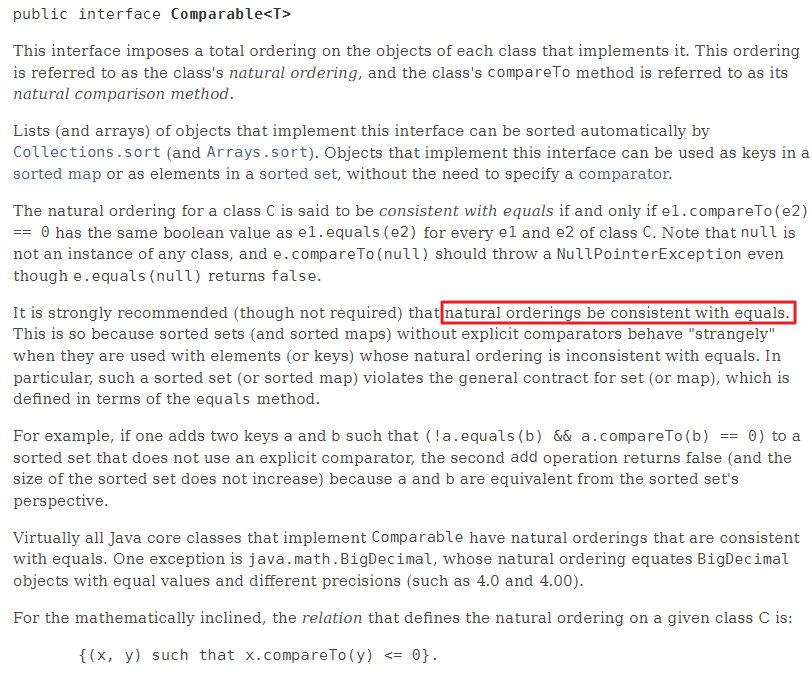 public interface Comparable<T>
This interface imposes a total ordering on the objects of each class that implements it. This ordering
is referred to as the class's natural ordering, and the class's compareTo method is referred to as its
natural comparison method.
Lists (and arrays) of objects that implement this interface can be sorted automatically by
Collections.sort (and Arrays.sort). Objects that implement this interface can be used as keys in a
sorted map or as elements in a sorted set, without the need to specify a comparator.
The natural ordering for a class C is said to be consistent with equals if and only if e1.compareTo(e2)
== 0 has the same boolean value as e1.equals(e2) for every e1 and e2 of class C. Note that null is
not an instance of any class, and e.compareTo(null) should throw a NullPointerException even
though e.equals(null) returns false.
It is strongly recommended (though not required) that natural orderings be consistent with equals.
This is so because sorted sets (and sorted maps) without explicit comparators behave "strangely"
when they are used with elements (or keys) whose natural ordering is inconsistent with equals. In
particular, such a sorted set (or sorted map) violates the general contract for set (or map), which is
defined in terms of the equals method.
For example, if one adds two keys a and b such that (!a.equals(b) && a.compareTo(b) == 0) to a
sorted set that does not use an explicit comparator, the second add operation returns false (and the
size of the sorted set does not increase) because a and b are equivalent from the sorted set's
perspective.
Virtually all Java core classes that implement Comparable have natural orderings that are consistent
with equals. One exception is java.math.BigDecimal, whose natural ordering equates BigDecimal
objects with equal values and different precisions (such as 4.0 and 4.00).
For the mathematically inclined, the relation that defines the natural ordering on a given class C is:
{(x, y) such that x.compareTo(y) <= 0}.